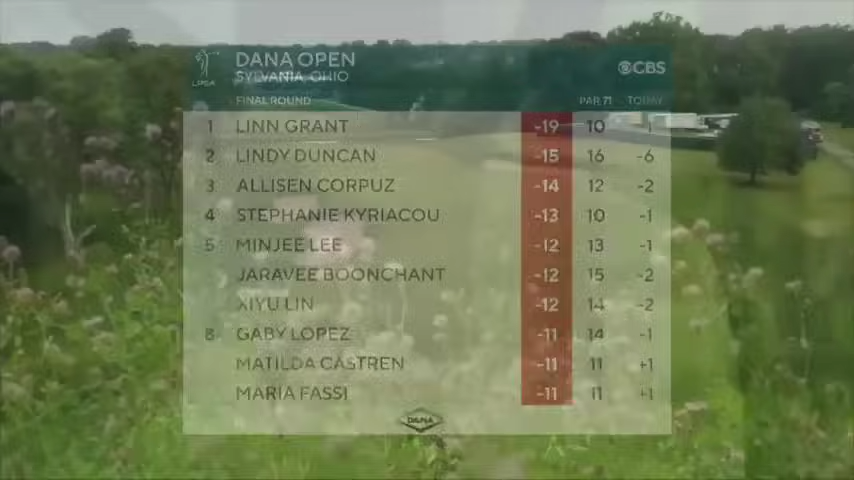 DANA OPEN
SYLVANIA, OHIO
LPGA
CBS
FINAL ROUND PAR 71 TODAY
1 LINN GRANT -19 10
2 LINDY DUNCAN -15 16 -6
3 ALLISEN CORPUZ -14 12 -2
4 STEPHANIE KYRIACOU -13 10 -1
5 MINJEE LEE -12 13 -1
JARAVEE BOONCHANT -12 15 -2
XIYU LIN -12 14 -2
8 GABY LOPEZ -11 14 -1
MATILDA CASTREN -11 11 +1
MARIA FASSI -11 11 +1
DANA